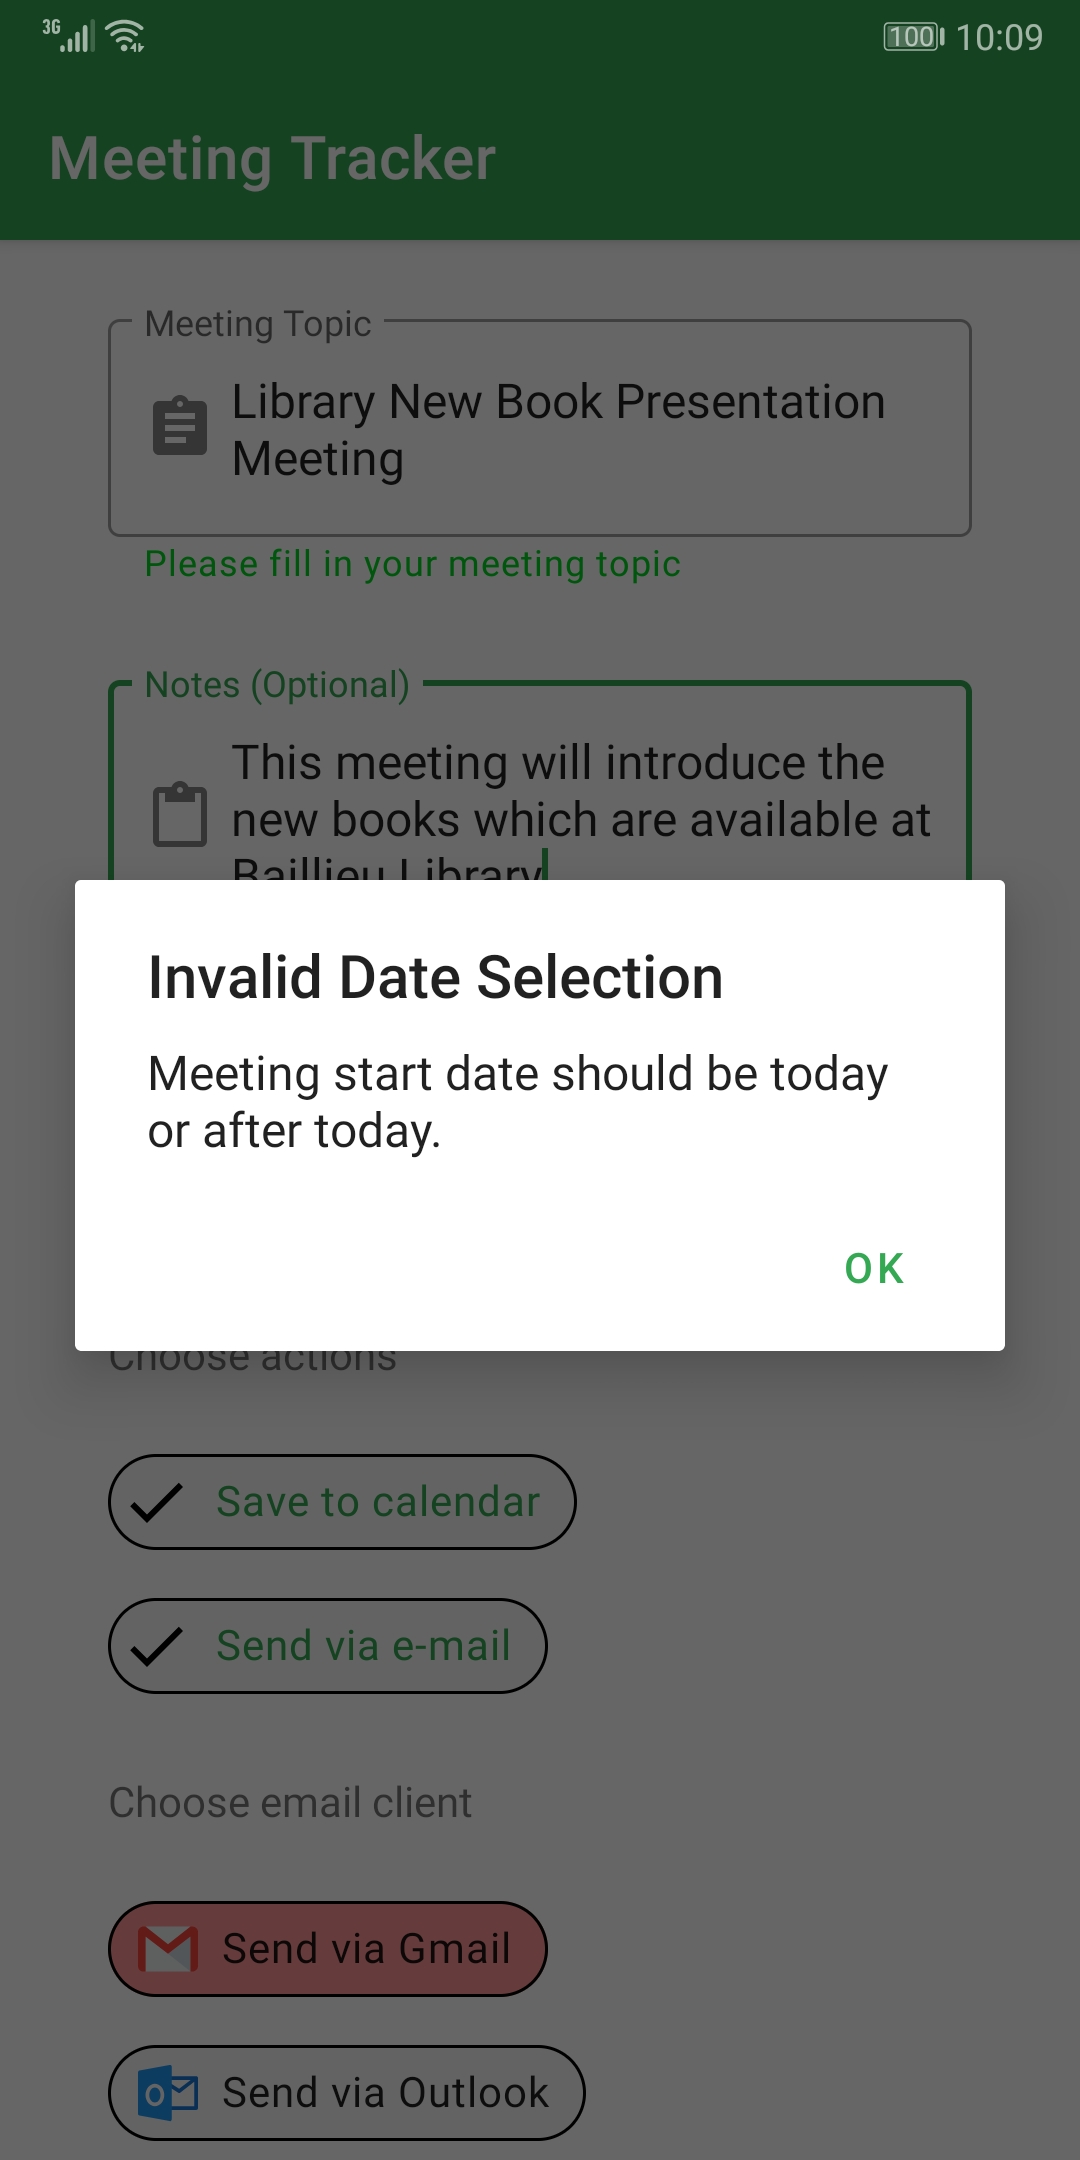 3G
100 10:09
Meeting Tracker
Meeting Topic
Library New Book Presentation
Meeting
Please fill in your meeting topic
Notes (Optional)
This meeting will introduce the
new books which are available at
Baillieu Library
Invalid Date Selection
Meeting start date should be today
or after today.
OK
Choose actions
Save to calendar
Send via e-mail
Choose email client
Send via Gmail
Send via Outlook